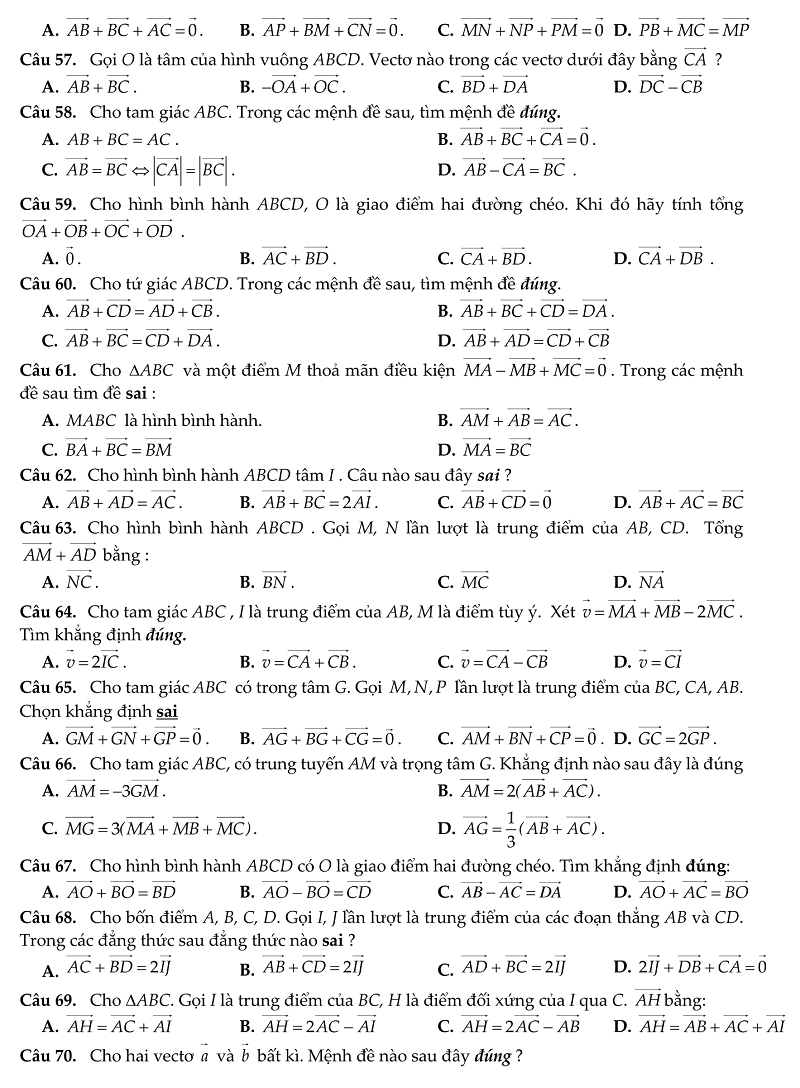 A. $\overrightarrow{AB}+\overrightarrow{BC}+\overrightarrow{AC}=\vec{0}$. B. $\overrightarrow{AP}+\overrightarrow{BM}+\overrightarrow{CN}=\vec{0}$. C. $\overrightarrow{MN}+\overrightarrow{NP}+\overrightarrow{PM}=\vec{0}$ D. $\overrightarrow{PB}+\overrightarrow{MC}=\overrightarrow{MP}$
Câu 57. Gọi O là tâm của hình vuông ABCD. Vectơ nào trong các vectơ dưới đây bằng $\overrightarrow{CA}$ ?
A. $\overrightarrow{AB}+\overrightarrow{BC}$. B. $-\overrightarrow{OA}+\overrightarrow{OC}$. C. $\overrightarrow{BD}+\overrightarrow{DA}$ D. $\overrightarrow{DC}-\overrightarrow{CB}$
Câu 58. Cho tam giác ABC. Trong các mệnh đề sau, tìm mệnh đề đúng.
A. $AB+BC=AC$. B. $\overrightarrow{AB}+\overrightarrow{BC}+\overrightarrow{CA}=\vec{0}$.
C. $\overrightarrow{AB}=\overrightarrow{BC}\Leftrightarrow|\overrightarrow{CA}|=|\overrightarrow{BC}|$. D. $\overrightarrow{AB}-\overrightarrow{CA}=\overrightarrow{BC}$ .
Câu 59. Cho hình bình hành ABCD, O là giao điểm hai đường chéo. Khi đó hãy tính tổng
$\overrightarrow{OA}+\overrightarrow{OB}+\overrightarrow{OC}+\overrightarrow{OD}$ .
A. $\vec{0}$. B. $\overrightarrow{AC}+\overrightarrow{BD}$. C. $\overrightarrow{CA}+\overrightarrow{BD}$. D. $\overrightarrow{CA}+\overrightarrow{DB}$ .
Câu 60. Cho tứ giác ABCD. Trong các mệnh đề sau, tìm mệnh đề đúng.
A. $\overrightarrow{AB}+\overrightarrow{CD}=\overrightarrow{AD}+\overrightarrow{CB}$. B. $\overrightarrow{AB}+\overrightarrow{BC}+\overrightarrow{CD}=\overrightarrow{DA}$.
C. $\overrightarrow{AB}+\overrightarrow{BC}=\overrightarrow{CD}+\overrightarrow{DA}$. D. $\overrightarrow{AB}+\overrightarrow{AD}=\overrightarrow{CD}+\overrightarrow{CB}$
Câu 61. Cho ΔABC và một điểm M thoả mãn điều kiện $\overrightarrow{MA}-\overrightarrow{MB}+\overrightarrow{MC}=\vec{0}$. Trong các mệnh
đề sau tìm đề sai :
A. MABC là hình bình hành. B. $\overrightarrow{AM}+\overrightarrow{AB}=\overrightarrow{AC}$.
C. $\overrightarrow{BA}+\overrightarrow{BC}=\overrightarrow{BM}$ D. $\overrightarrow{MA}=\overrightarrow{BC}$
Câu 62. Cho hình bình hành ABCD tâm I . Câu nào sau đây sai ?
A. $\overrightarrow{AB}+\overrightarrow{AD}=\overrightarrow{AC}$. B. $\overrightarrow{AB}+\overrightarrow{BC}=2\overrightarrow{AI}$. C. $\overrightarrow{AB}+\overrightarrow{CD}=\vec{0}$ D. $\overrightarrow{AB}+\overrightarrow{AC}=\overrightarrow{BC}$
Câu 63. Cho hình bình hành ABCD . Gọi M, N lần lượt là trung điểm của AB, CD. Tổng
$\overrightarrow{AM}+\overrightarrow{AD}$ bằng :
A. $\overrightarrow{NC}$. B. $\overrightarrow{BN}$. C. $\overrightarrow{MC}$ D. $\overrightarrow{NA}$
Câu 64. Cho tam giác ABC , I là trung điểm của AB, M là điểm tùy ý. Xét $\vec{v}=\overrightarrow{MA}+\overrightarrow{MB}-2\overrightarrow{MC}$ .
Tìm khẳng định đúng.
A. $\vec{v}=2\overrightarrow{IC}$. B. $\vec{v}=\overrightarrow{CA}+\overrightarrow{CB}$. C. $\vec{v}=\overrightarrow{CA}-\overrightarrow{CB}$ D. $\vec{v}=\overrightarrow{CI}$
Câu 65. Cho tam giác ABC có trong tâm G. Gọi M,N,P lần lượt là trung điểm của BC, CA, AB.
Chọn khẳng định sai
A. $\overrightarrow{GM}+\overrightarrow{GN}+\overrightarrow{GP}=\vec{0}$. B. $\overrightarrow{AG}+\overrightarrow{BG}+\overrightarrow{CG}=\vec{0}$. C. $\overrightarrow{AM}+\overrightarrow{BN}+\overrightarrow{CP}=\vec{0}$. D. $\overrightarrow{GC}=2\overrightarrow{GP}$.
Câu 66. Cho tam giác ABC, có trung tuyến AM và trọng tâm G. Khẳng định nào sau đây là đúng
A. $\overrightarrow{AM}=-3\overrightarrow{GM}$. B. $\overrightarrow{AM}=2(\overrightarrow{AB}+\overrightarrow{AC})$.
C. $\overrightarrow{MG}=3(\overrightarrow{MA}+\overrightarrow{MB}+\overrightarrow{MC})$. D. $\overrightarrow{AG}=\frac{1}{3}(\overrightarrow{AB}+\overrightarrow{AC})$.
Câu 67. Cho hình bình hành ABCD có O là giao điểm hai đường chéo. Tìm khẳng định đúng:
A. $\overrightarrow{AO}+\overrightarrow{BO}=\overrightarrow{BD}$ B. $\overrightarrow{AO}-\overrightarrow{BO}=\overrightarrow{CD}$ C. $\overrightarrow{AB}-\overrightarrow{AC}=\overrightarrow{DA}$ D. $\overrightarrow{AO}+\overrightarrow{AC}=\overrightarrow{BO}$
Câu 68. Cho bốn điểm A, B, C, D. Gọi I, J lần lượt là trung điểm của các đoạn thẳng AB và CD.
Trong các đẳng thức sau đẳng thức nào sai ?
A. $\overrightarrow{AC}+\overrightarrow{BD}=2\overrightarrow{IJ}$ B. $\overrightarrow{AB}+\overrightarrow{CD}=2\overrightarrow{IJ}$ C. $\overrightarrow{AD}+\overrightarrow{BC}=2\overrightarrow{IJ}$ D. $2\overrightarrow{IJ}+\overrightarrow{DB}+\overrightarrow{CA}=\vec{0}$
Câu 69. Cho ΔABC. Gọi I là trung điểm của BC, H là điểm đối xứng của I qua C. $\overrightarrow{AH}$ bằng:
A. $\overrightarrow{AH}=\overrightarrow{AC}+\overrightarrow{AI}$ B. $\overrightarrow{AH}=2\overrightarrow{AC}-\overrightarrow{AI}$ C. $\overrightarrow{AH}=2\overrightarrow{AC}-\overrightarrow{AB}$ D. $\overrightarrow{AH}=\overrightarrow{AB}+\overrightarrow{AC}+\overrightarrow{AI}$
Câu 70. Cho hai vectơ $\vec{a}$ và $\vec{b}$ bất kì. Mệnh đề nào sau đây đúng ?